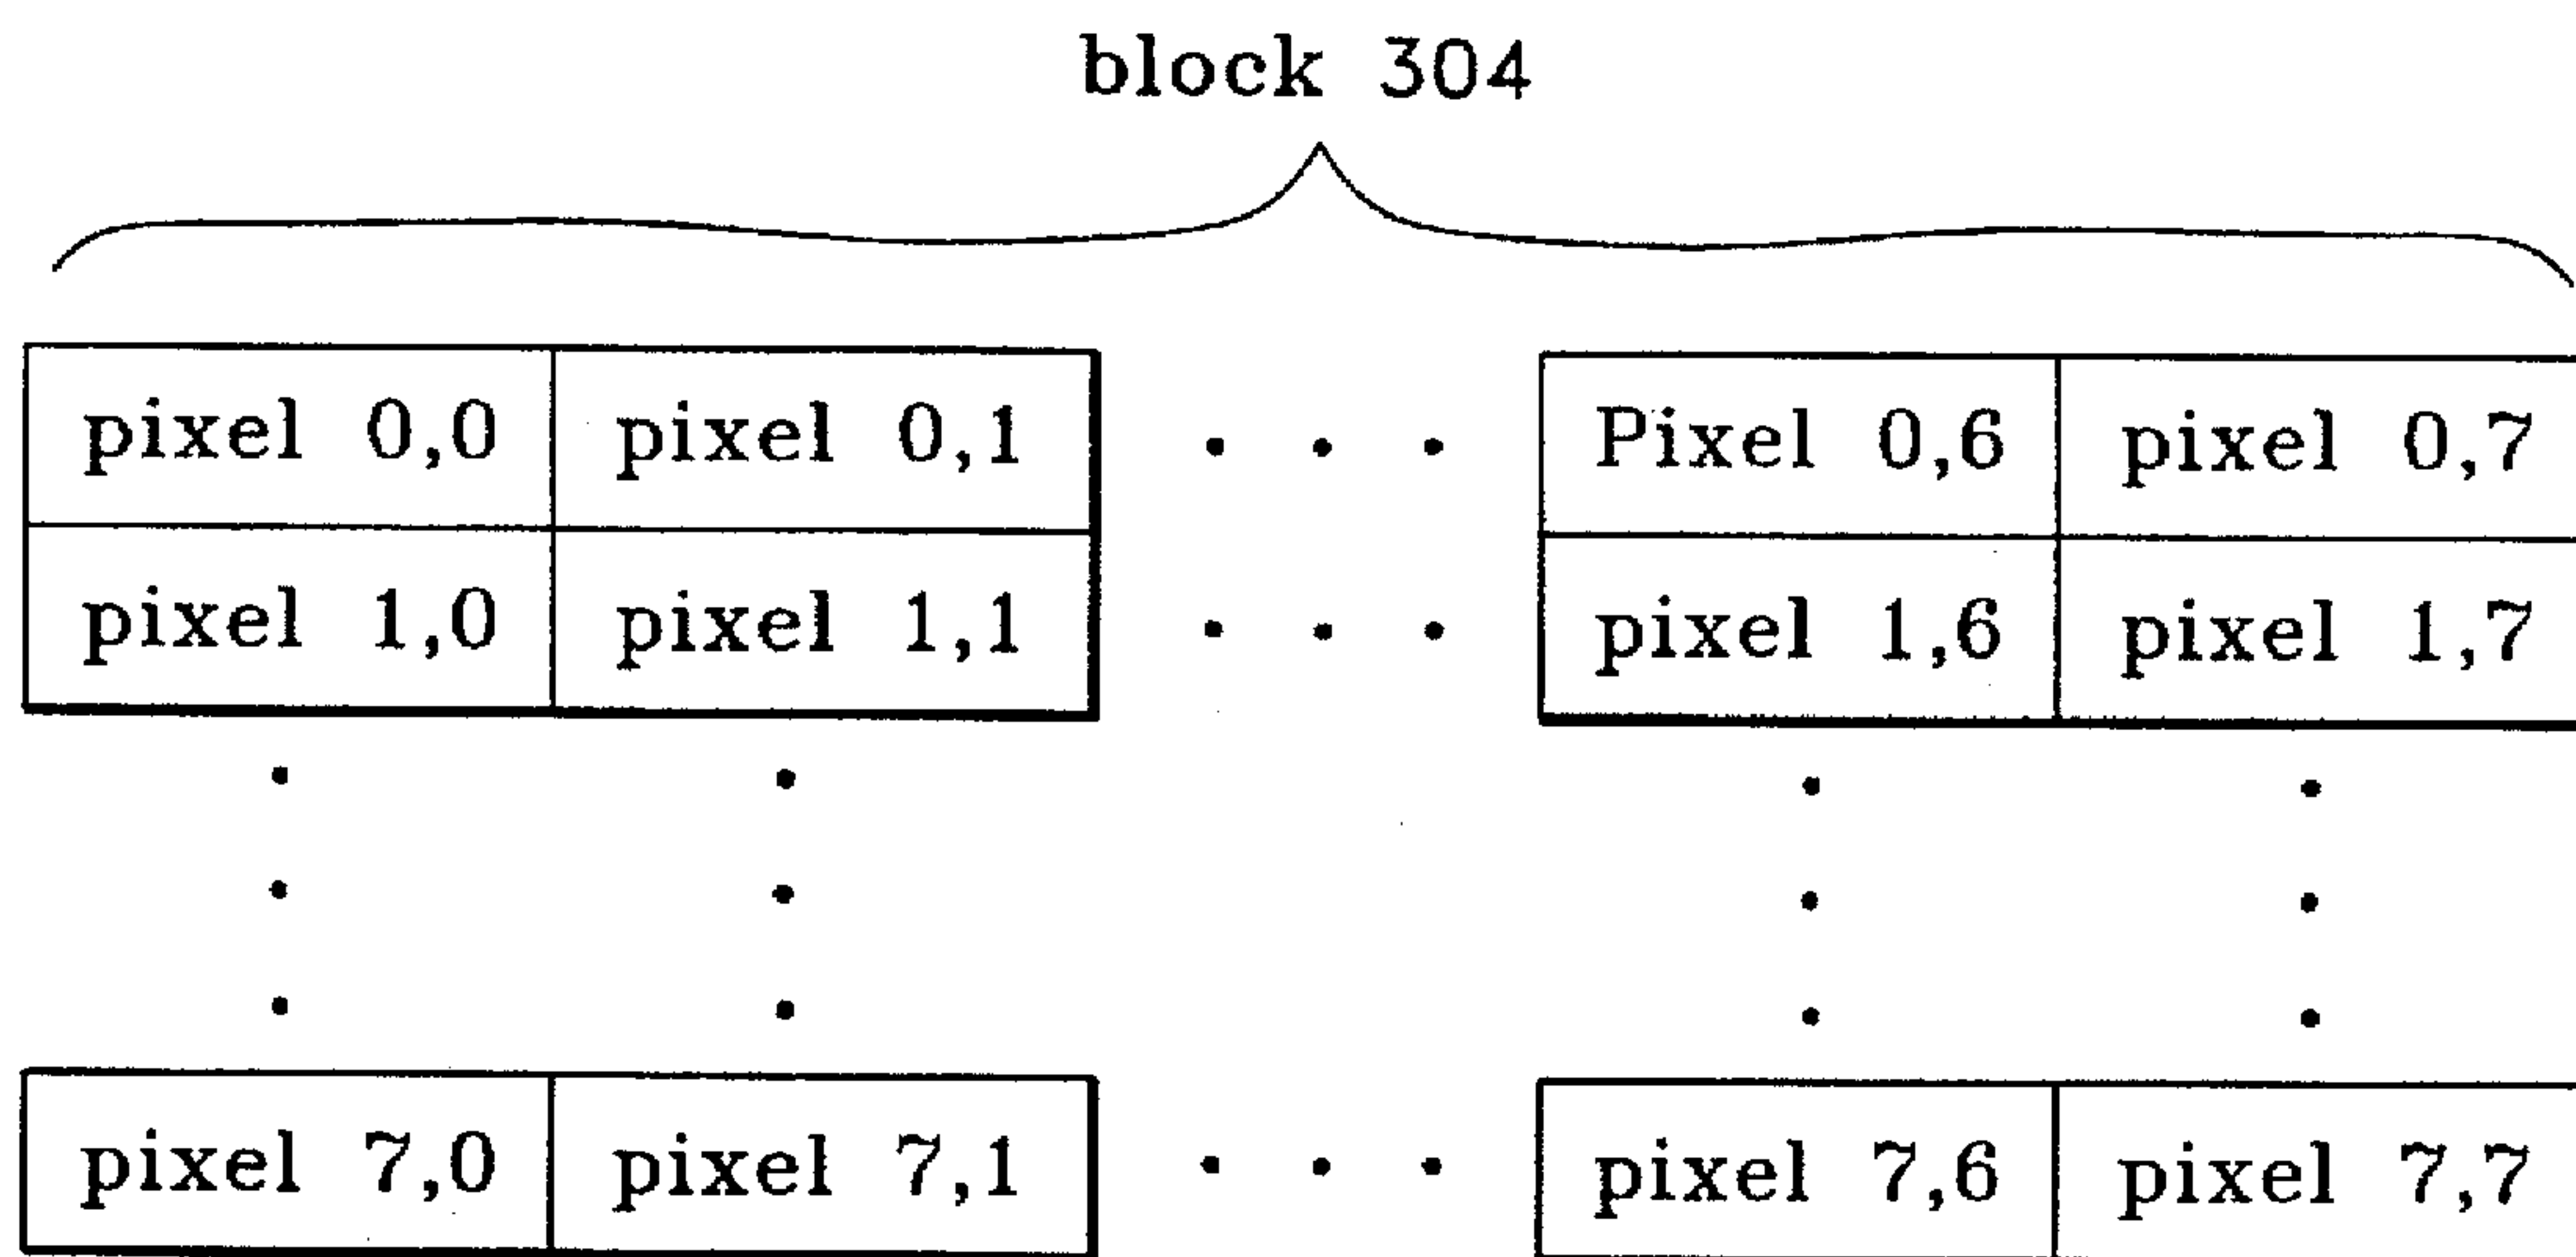 block 304
pixel 0,0 pixel 0,1 . . . Pixel 0,6 pixel 0,7
pixel 1,0 pixel 1,1 . . . pixel 1,6 pixel 1,7
pixel 7,0 pixel 7,1 . . . pixel 7,6 pixel 7,7